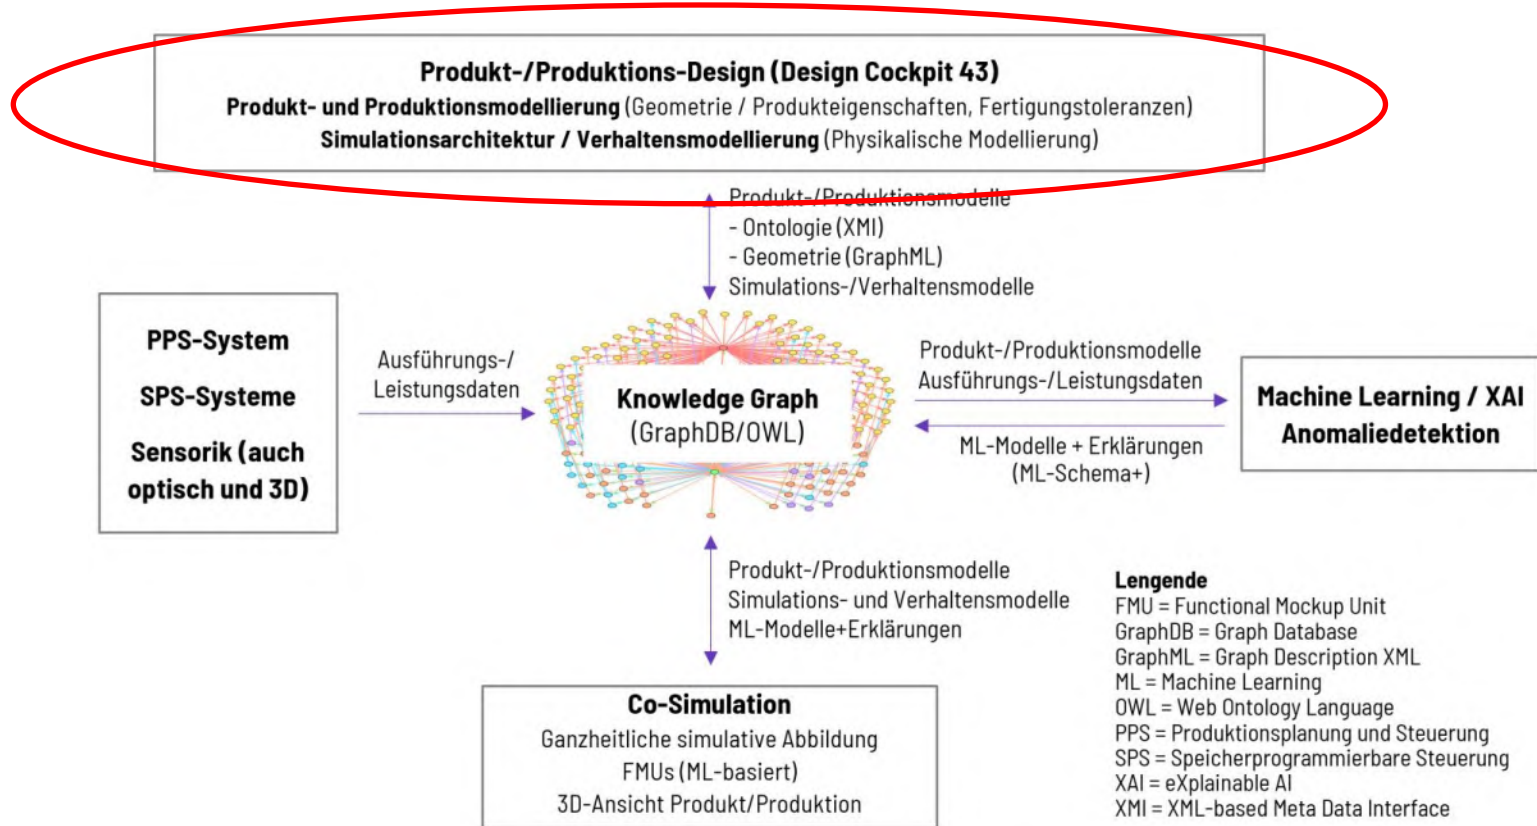 Produkt-/Produktions-Design (Design Cockpit 43)
Produkt- und Produktionsmodellierung (Geometrie / Produkteigenschaften, Fertigungstoleranzen)
Simulationsarchitektur / Verhaltensmodellierung (Physikalische Modellierung)
Produkt-/Produktionsmodelle
- Ontologie (XMI)
- Geometrie (GraphML)
Simulations-/Verhaltensmodelle
PPS-System
SPS-Systeme
Sensorik (auch
optisch und 3D)
Ausführungs-/
Leistungsdaten
Knowledge Graph
(GraphDB/OWL)
Produkt-/Produktionsmodelle
Ausführungs-/Leistungsdaten
ML-Modelle + Erklärungen
(ML-Schema+)
Machine Learning / XAI
Anomaliedetektion
Produkt-/Produktionsmodelle
Simulations- und Verhaltensmodelle
ML-Modelle+Erklärungen
Co-Simulation
Ganzheitliche simulative Abbildung
FMUs (ML-basiert)
3D-Ansicht Produkt/Produktion
Lengende
FMU = Functional Mockup Unit
GraphDB = Graph Database
GraphML = Graph Description XML
ML = Machine Learning
OWL = Web Ontology Language
PPS = Produktionsplanung und Steuerung
SPS = Speicherprogrammierbare Steuerung
XAI = eXplainable AI
XMI = XML-based Meta Data Interface